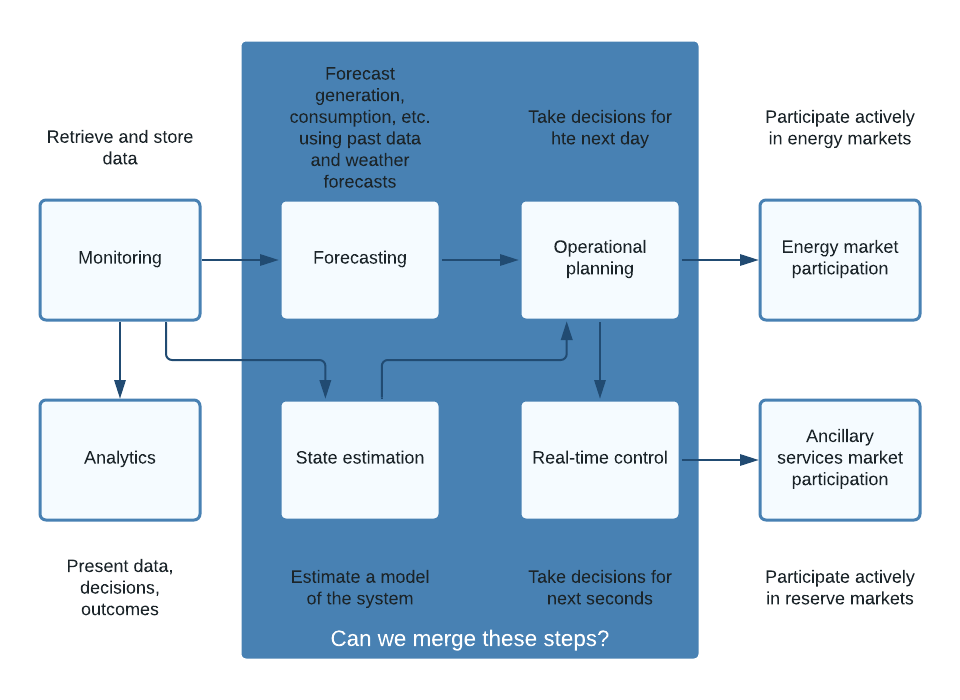 Retrieve and store
data
Forecast
generation,
consumption, etc.
using past data
and weather
forecasts
Take decisions for
hte next day
Participate actively
in energy markets
Monitoring
Forecasting
Operational
planning
Energy market
participation
Analytics
State estimation
Real-time control
Ancillary
services market
participation
Present data,
decisions,
outcomes
Estimate a model
of the system
Take decisions for
next seconds
Participate actively
in reserve markets
Can we merge these steps?